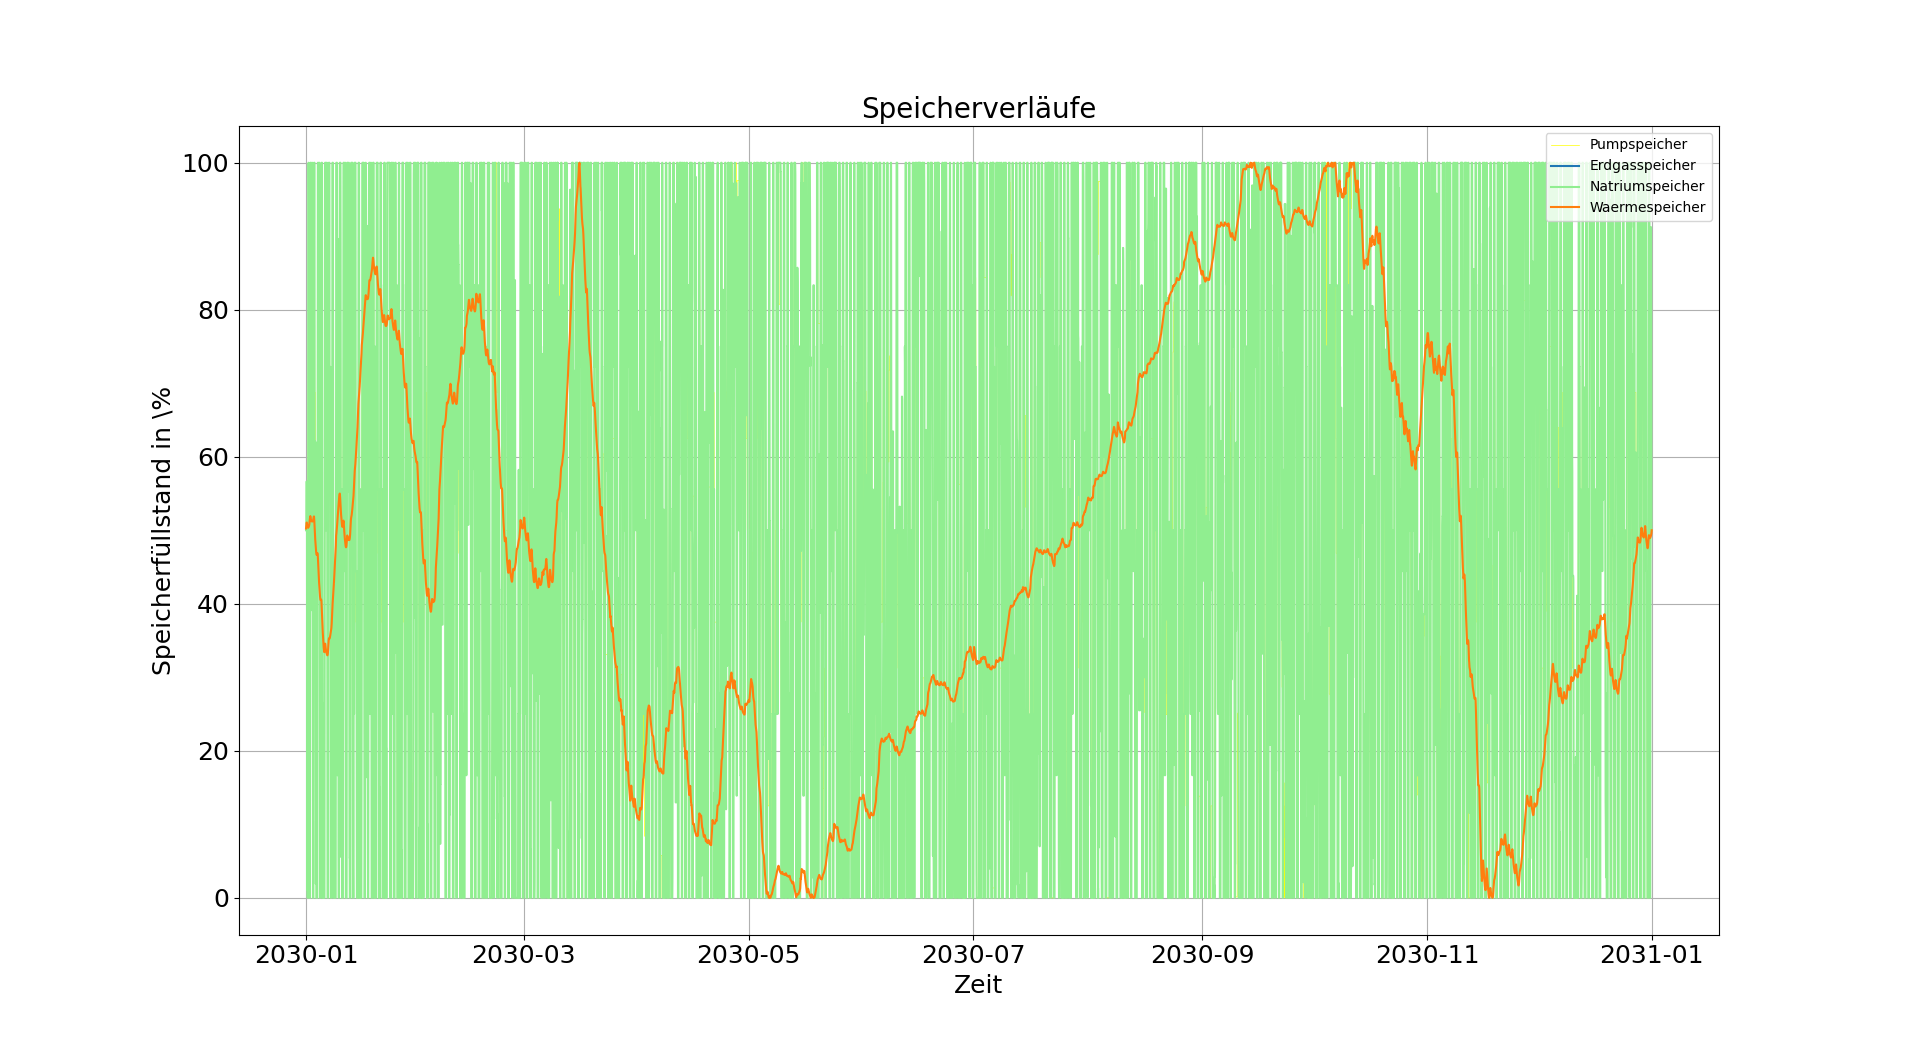 Speicherverläufe
Pumpspeicher
Erdgasspeicher
Natriumspeicher
Waermespeicher
Speicherfüllstand in \%
100
80
60
40
20
0
2030-01 2030-03 2030-05 2030-07 2030-09 2030-11 2031-01
Zeit